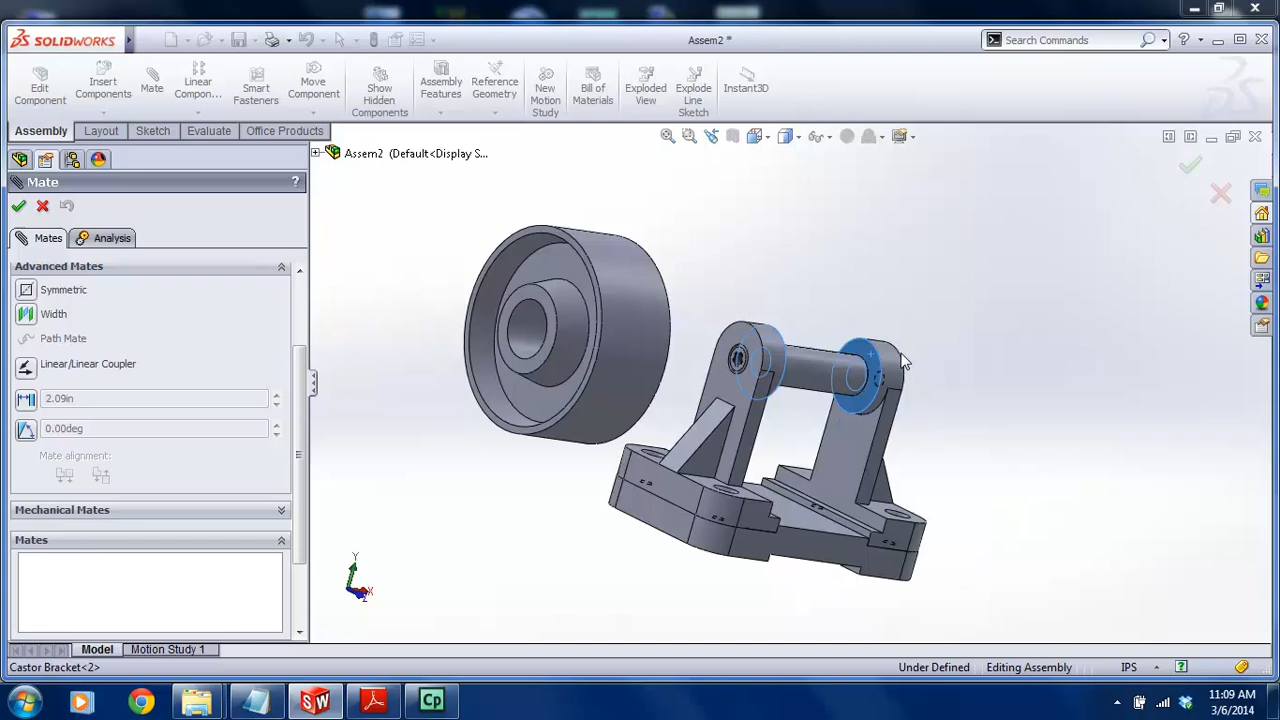 SOLIDWORKS
Assem2 *
Search Commands
Edit Component
Insert Components
Mate
Linear Compon...
Smart Fasteners
Move Component
Show Hidden Components
Assembly Features
Reference Geometry
New Motion Study
Bill of Materials
Exploded View
Explode Line Sketch
Instant3D
Assembly
Layout
Sketch
Evaluate
Office Products
Assem2 (Default<Display S...
Mate
?
Mates
Analysis
Advanced Mates
Symmetric
Width
Path Mate
Linear/Linear Coupler
2.09in
0.00deg
Mate alignment:
Mechanical Mates
Mates
Y
X
Z
Model
Motion Study 1
Castor Bracket<2>
Under Defined
Editing Assembly
IPS
?
SW
Cp
11:09 AM
3/6/2014